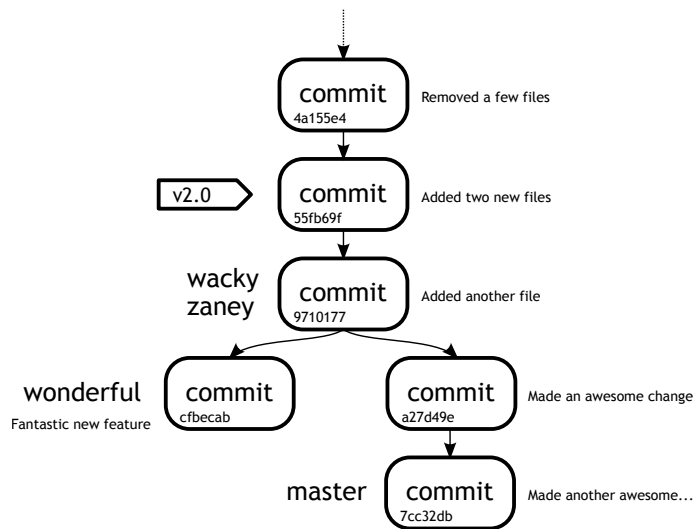 commit
4a155e4
Removed a few files
v2.0
commit
55fb69f
Added two new files
wacky
zaney
commit
9710177
Added another file
wonderful
Fantastic new feature
commit
cfbecab
commit
a27d49e
Made an awesome change
master
commit
7cc32db
Made another awesome...